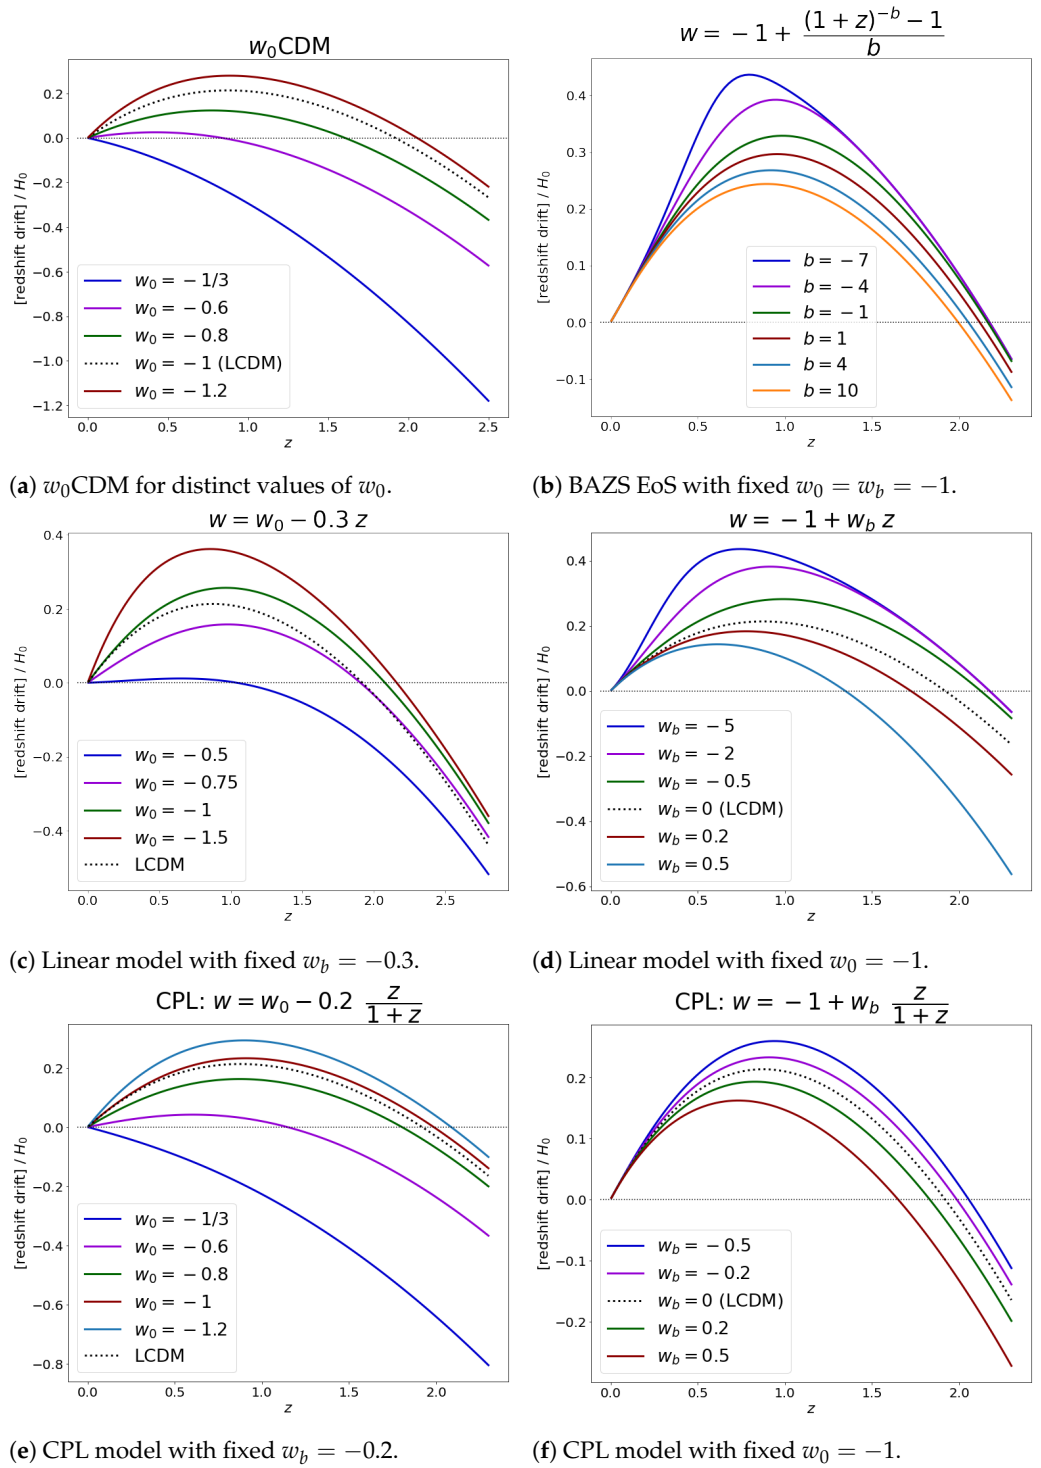 w₀CDM
[redshift drift] / H₀
0.2
0.0
−0.2
−0.4
−0.6
−0.8
−1.0
−1.2
w₀ = −1/3
w₀ = −0.6
w₀ = −0.8
w₀ = −1 (LCDM)
w₀ = −1.2
0.0 0.5 1.0 1.5 2.0 2.5
z
(a) w₀CDM for distinct values of w₀.
w = −1 + ((1 + z)⁻ᵇ − 1) / b
[redshift drift] / H₀
0.4
0.3
0.2
0.1
0.0
−0.1
b = −7
b = −4
b = −1
b = 1
b = 4
b = 10
0.0 0.5 1.0 1.5 2.0
z
(b) BAZS EoS with fixed w₀ = w_b = −1.
w = w₀ − 0.3 z
[redshift drift] / H₀
0.4
0.2
0.0
−0.2
−0.4
w₀ = −0.5
w₀ = −0.75
w₀ = −1
w₀ = −1.5
LCDM
0.0 0.5 1.0 1.5 2.0 2.5
z
(c) Linear model with fixed w_b = −0.3.
w = −1 + w_b z
[redshift drift] / H₀
0.4
0.2
0.0
−0.2
−0.4
−0.6
w_b = −5
w_b = −2
w_b = −0.5
w_b = 0 (LCDM)
w_b = 0.2
w_b = 0.5
0.0 0.5 1.0 1.5 2.0
z
(d) Linear model with fixed w₀ = −1.
CPL: w = w₀ − 0.2 z / (1 + z)
[redshift drift] / H₀
0.2
0.0
−0.2
−0.4
−0.6
−0.8
w₀ = −1/3
w₀ = −0.6
w₀ = −0.8
w₀ = −1
w₀ = −1.2
LCDM
0.0 0.5 1.0 1.5 2.0
z
(e) CPL model with fixed w_b = −0.2.
CPL: w = −1 + w_b z / (1 + z)
[redshift drift] / H₀
0.2
0.1
0.0
−0.1
−0.2
w_b = −0.5
w_b = −0.2
w_b = 0 (LCDM)
w_b = 0.2
w_b = 0.5
0.0 0.5 1.0 1.5 2.0
z
(f) CPL model with fixed w₀ = −1.